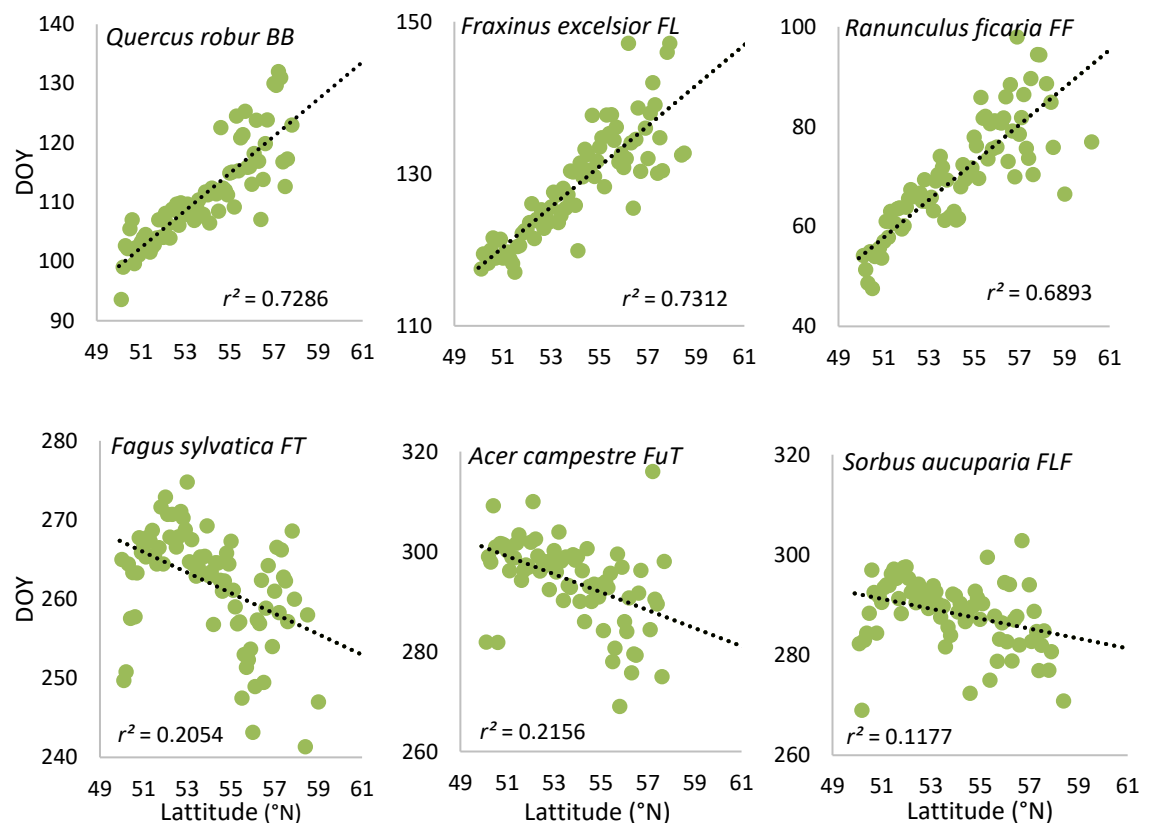 Quercus robur BB
140
130
120
110
100
90
DOY
r² = 0.7286
49 51 53 55 57 59 61
Fraxinus excelsior FL
150
130
110
r² = 0.7312
49 51 53 55 57 59 61
Ranunculus ficaria FF
100
80
60
40
r² = 0.6893
49 51 53 55 57 59 61
Fagus sylvatica FT
280
270
260
250
240
DOY
r² = 0.2054
49 51 53 55 57 59 61
Lattitude (°N)
Acer campestre FuT
320
300
280
260
r² = 0.2156
49 51 53 55 57 59 61
Lattitude (°N)
Sorbus aucuparia FLF
320
300
280
260
r² = 0.1177
49 51 53 55 57 59 61
Lattitude (°N)